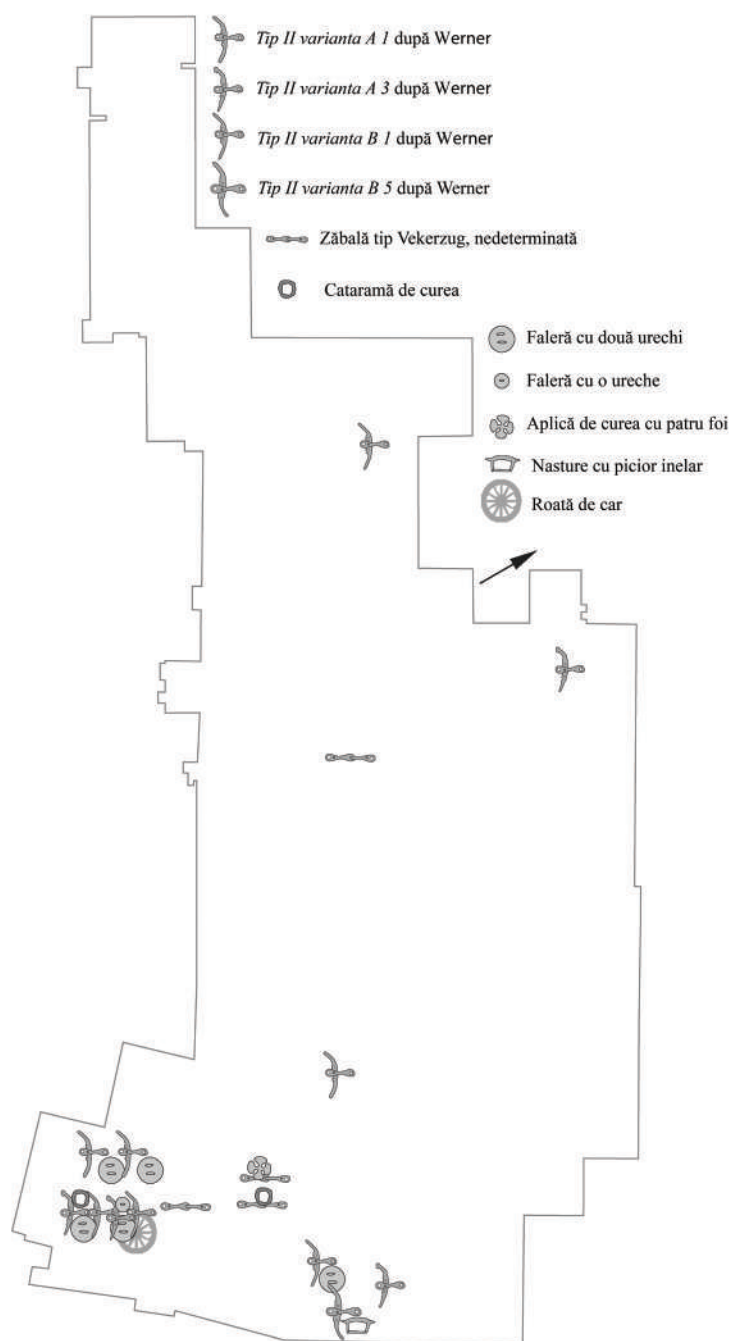 Tip II varianta A 1 după Werner
Tip II varianta A 3 după Werner
Tip II varianta B 1 după Werner
Tip II varianta B 5 după Werner
Zăbală tip Vekerzug, nedeterminată
Cataramă de curea
Faleră cu două urechi
Faleră cu o ureche
Aplică de curea cu patru foi
Nasture cu picior inelar
Roată de car